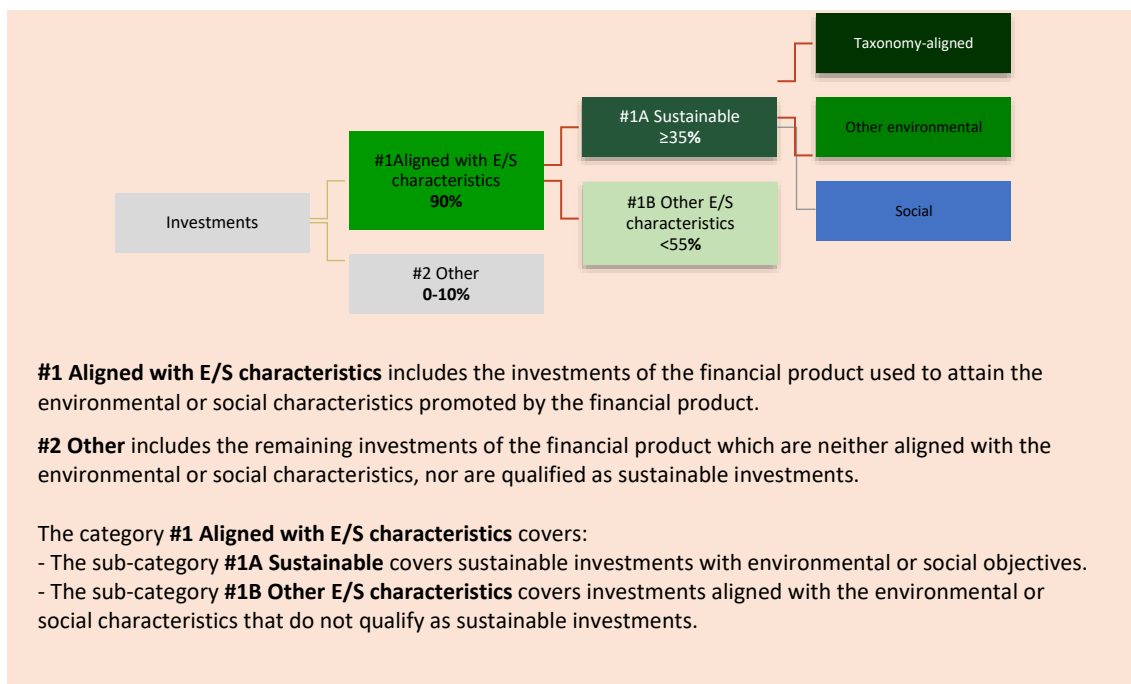 Taxonomy-aligned
#1A Sustainable
≥35%
Other environmental
#1Aligned with E/S
characteristics
90%
#1B Other E/S
characteristics
<55%
Social
Investments
#2 Other
0-10%
#1 Aligned with E/S characteristics includes the investments of the financial product used to attain the
environmental or social characteristics promoted by the financial product.
#2 Other includes the remaining investments of the financial product which are neither aligned with the
environmental or social characteristics, nor are qualified as sustainable investments.
The category #1 Aligned with E/S characteristics covers:
- The sub-category #1A Sustainable covers sustainable investments with environmental or social objectives.
- The sub-category #1B Other E/S characteristics covers investments aligned with the environmental or
social characteristics that do not qualify as sustainable investments.